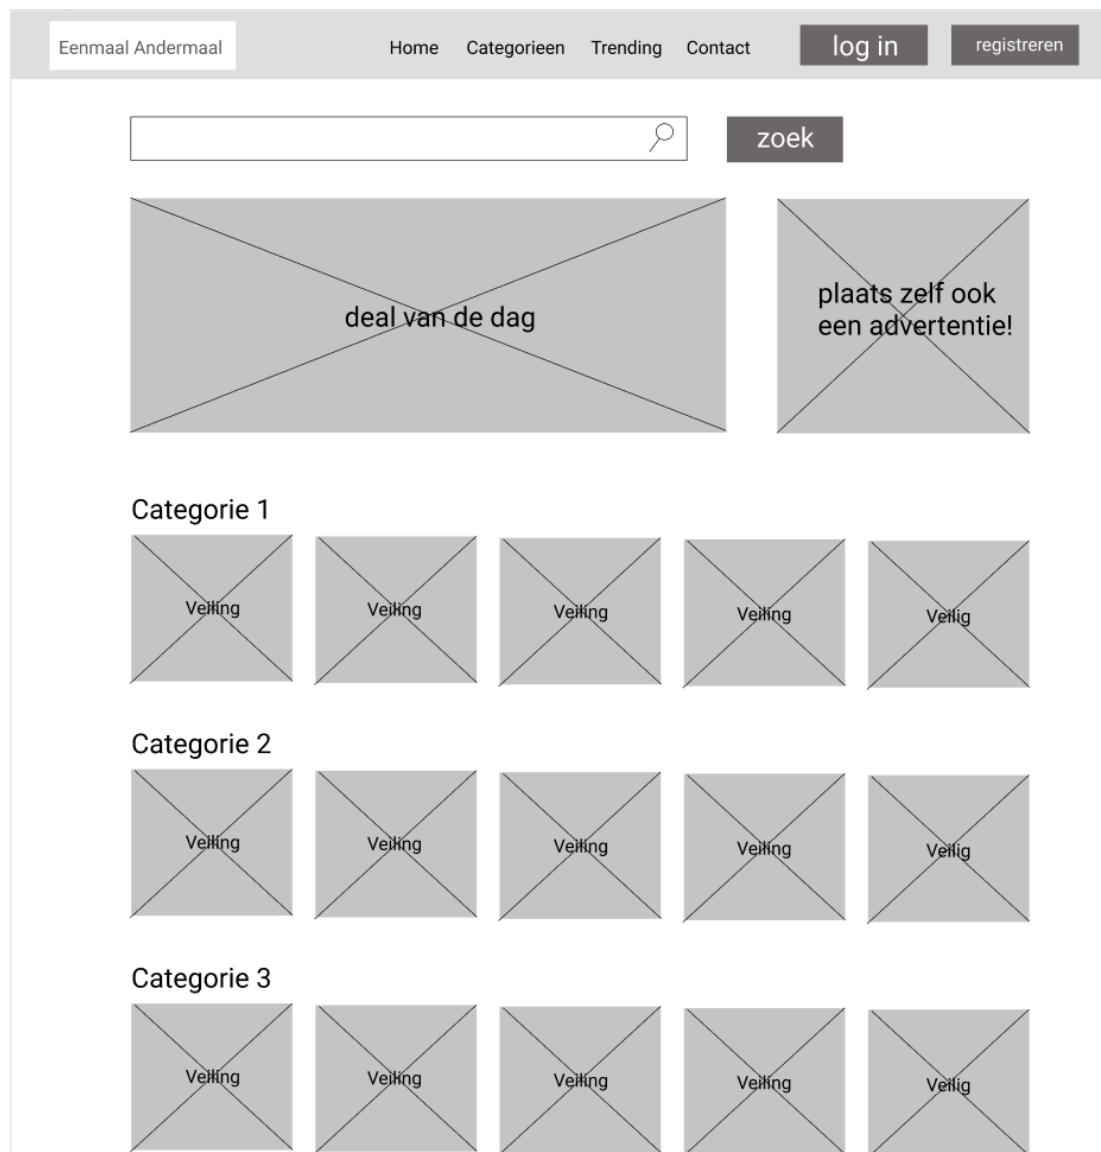 Eenmaal Andermaal
Home Categorieen Trending Contact
log in
registreren
zoek
deal van de dag
plaats zelf ook
een advertentie!
Categorie 1
Veiling Veiling Veiling Veiling Veilig
Categorie 2
Veiling Veiling Veiling Veiling Veilig
Categorie 3
Veiling Veiling Veiling Veiling Veilig